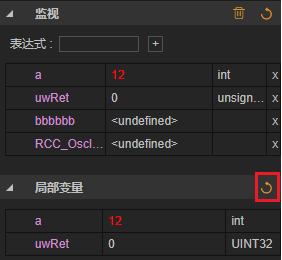 监视
表达式 : +
a 12 int x
uwRet 0 unsign... x
bbbbbb <undefined> x
RCC_Oscl... <undefined> x
局部变量
a 12 int
uwRet 0 UINT32